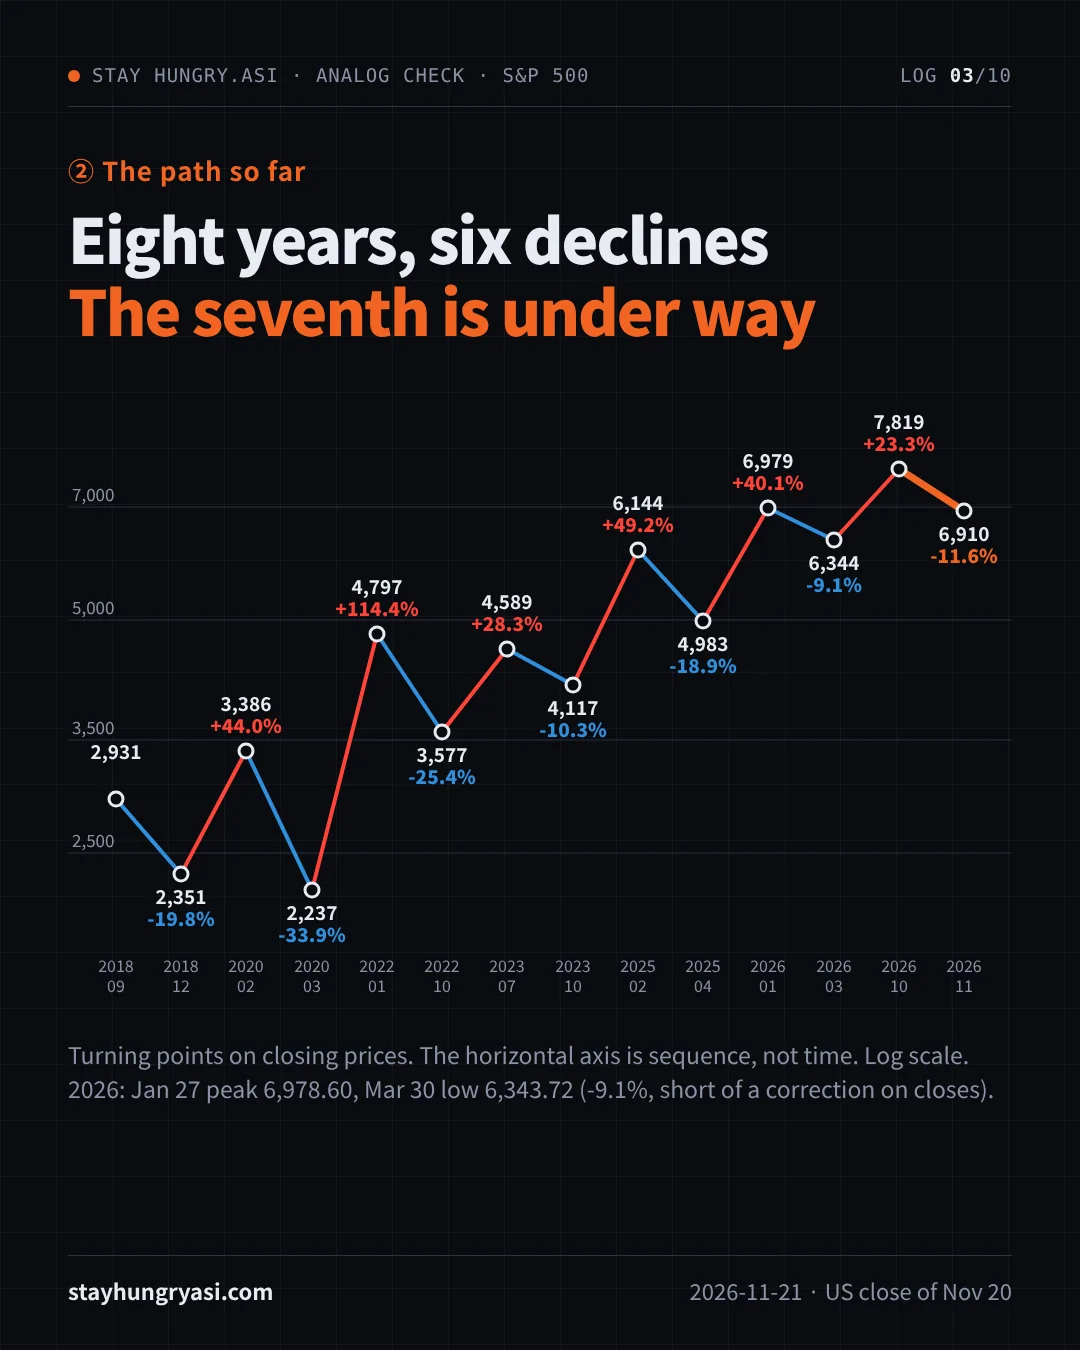 STAY HUNGRY.ASI · ANALOG CHECK · S&P 500
LOG 03/10
② The path so far
Eight years, six declines
The seventh is under way
7,819
+23.3%
6,979
+40.1%
7,000
6,144
+49.2%
6,910
-11.6%
6,344
-9.1%
4,797
+114.4%
4,589
+28.3%
5,000
4,983
-18.9%
4,117
-10.3%
3,386
+44.0%
3,500
2,931
3,577
-25.4%
2,500
2,351
-19.8%
2,237
-33.9%
2018 2018 2020 2020 2022 2022 2023 2023 2025 2025 2026 2026 2026 2026
09 12 02 03 01 10 07 10 02 04 01 03 10 11
Turning points on closing prices. The horizontal axis is sequence, not time. Log scale.
2026: Jan 27 peak 6,978.60, Mar 30 low 6,343.72 (-9.1%, short of a correction on closes).
stayhungryasi.com
2026-11-21 · US close of Nov 20